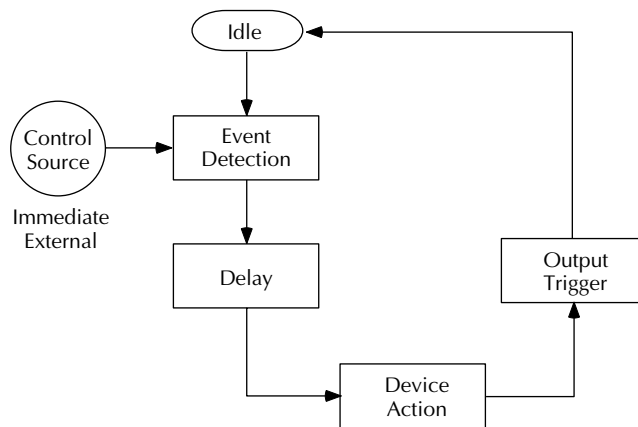 Idle
Control
Source
Event
Detection
Immediate
External
Delay
Output
Trigger
Device
Action